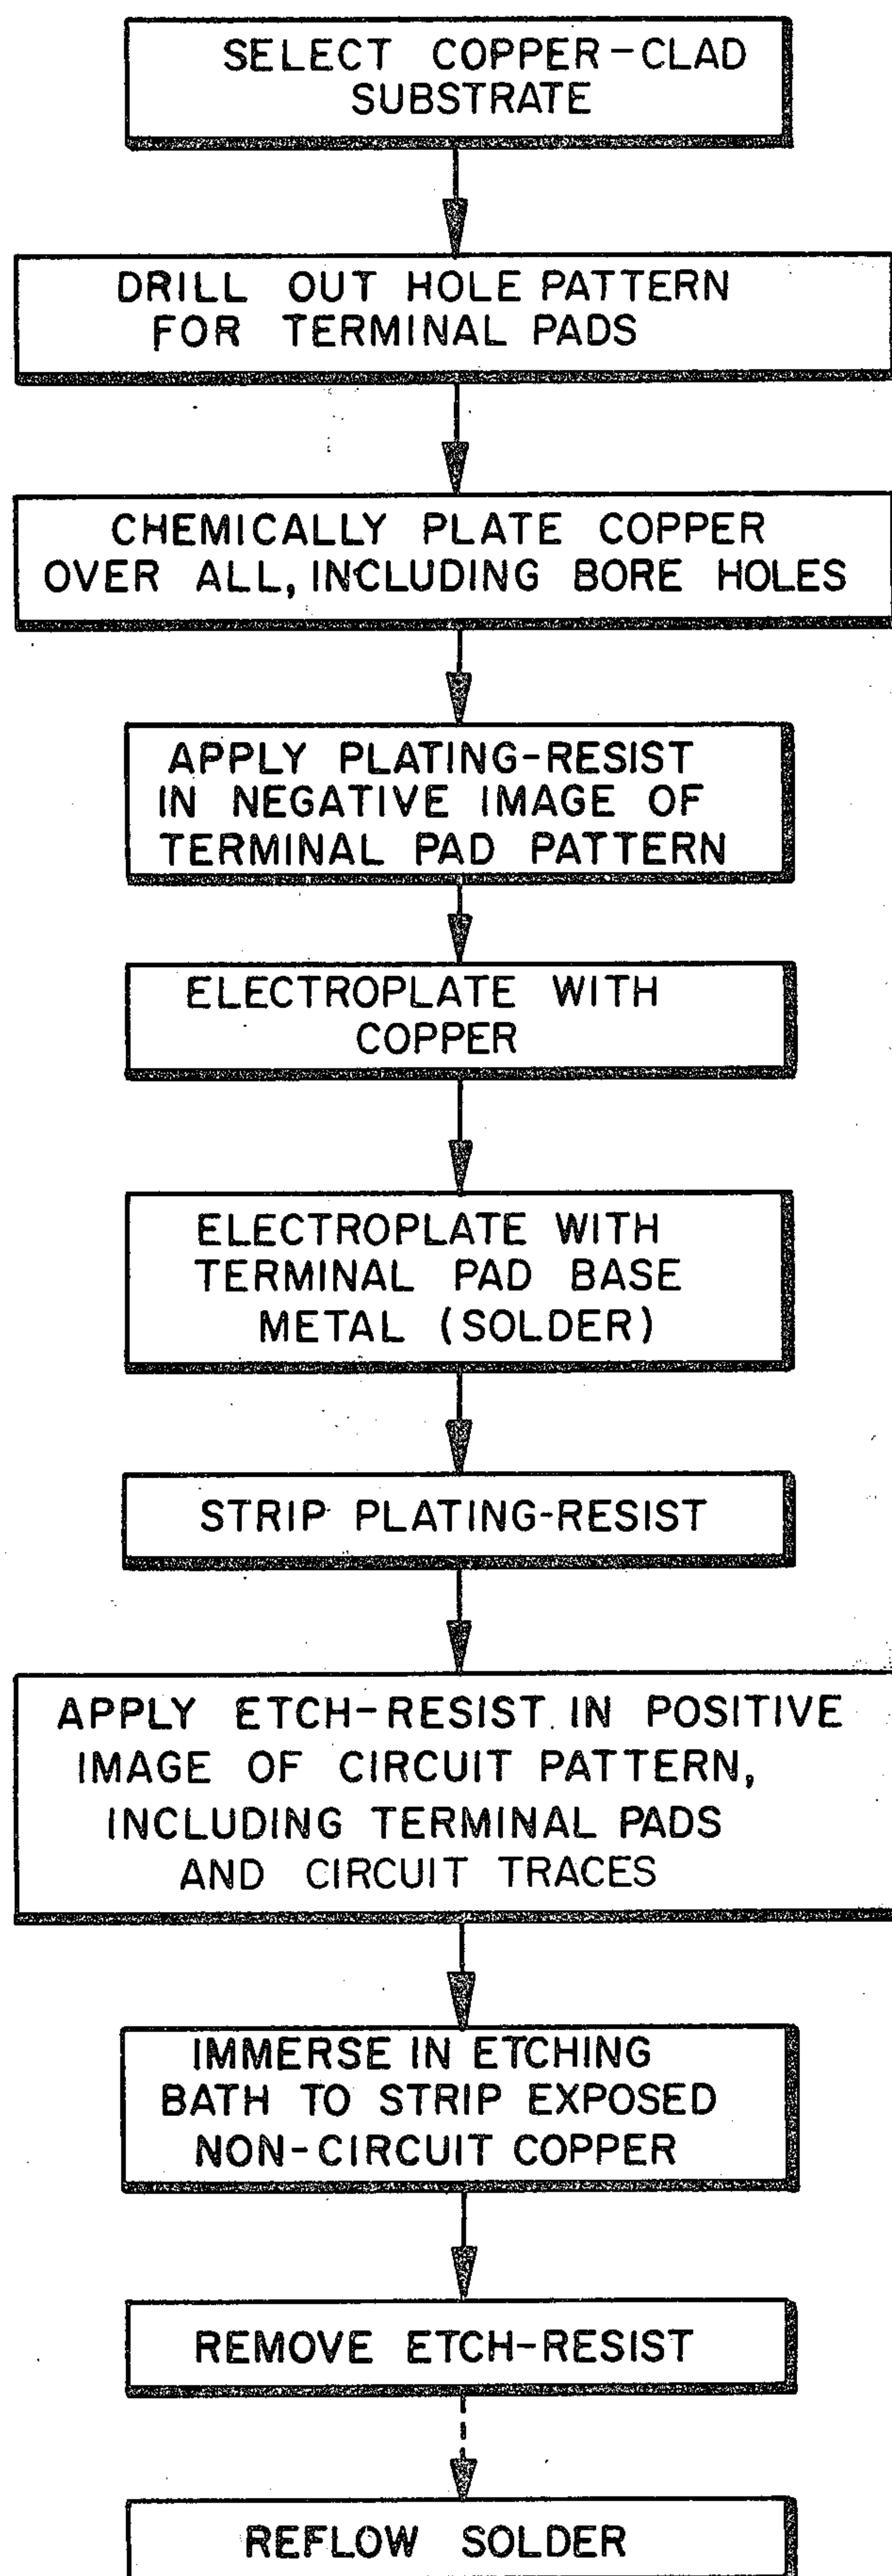 SELECT COPPER-CLAD
SUBSTRATE
DRILL OUT HOLE PATTERN
FOR TERMINAL PADS
CHEMICALLY PLATE COPPER
OVER ALL, INCLUDING BORE HOLES
APPLY PLATING-RESIST
IN NEGATIVE IMAGE OF
TERMINAL PAD PATTERN
ELECTROPLATE WITH
COPPER
ELECTROPLATE WITH
TERMINAL PAD BASE
METAL (SOLDER)
STRIP PLATING-RESIST
APPLY ETCH-RESIST IN POSITIVE
IMAGE OF CIRCUIT PATTERN,
INCLUDING TERMINAL PADS
AND CIRCUIT TRACES
IMMERSE IN ETCHING
BATH TO STRIP EXPOSED
NON-CIRCUIT COPPER
REMOVE ETCH-RESIST
REFLOW SOLDER